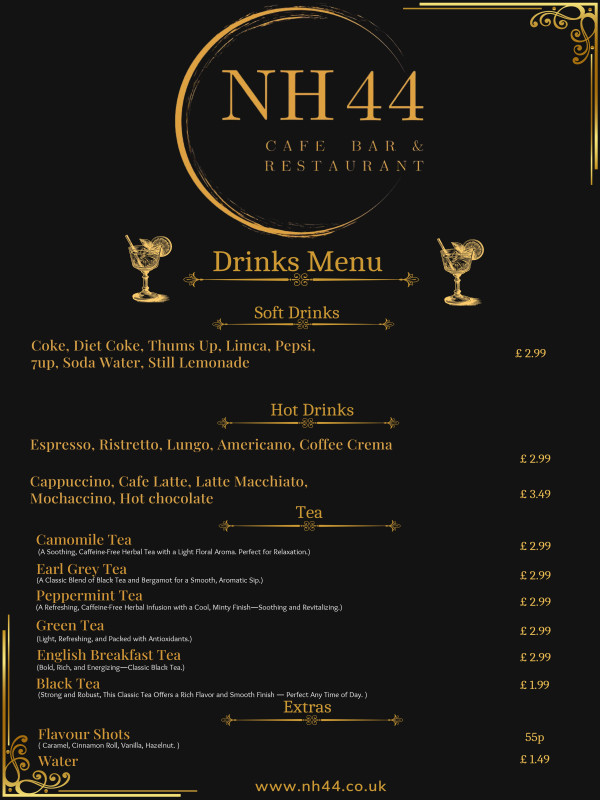 NH 44
CAFE BAR &
RESTAURANT
Drinks Menu
Soft Drinks
Coke, Diet Coke, Thums Up, Limca, Pepsi,
7up, Soda Water, Still Lemonade
£ 2.99
Hot Drinks
Espresso, Ristretto, Lungo, Americano, Coffee Crema
£ 2.99
Cappuccino, Cafe Latte, Latte Macchiato,
Mochaccino, Hot chocolate
£ 3.49
Tea
Camomile Tea
(A Soothing, Caffeine-Free Herbal Tea with a Light Floral Aroma. Perfect for Relaxation.)
£ 2.99
Earl Grey Tea
(A Classic Blend of Black Tea and Bergamot for a Smooth, Aromatic Sip.)
£ 2.99
Peppermint Tea
(A Refreshing, Caffeine-Free Herbal Infusion with a Cool, Minty Finish—Soothing and Revitalizing.)
£ 2.99
Green Tea
(Light, Refreshing, and Packed with Antioxidants.)
£ 2.99
English Breakfast Tea
(Bold, Rich, and Energizing—Classic Black Tea.)
£ 2.99
Black Tea
(Strong and Robust, This Classic Tea Offers a Rich Flavor and Smooth Finish — Perfect Any Time of Day. )
£ 1.99
Extras
Flavour Shots
( Caramel, Cinnamon Roll, Vanilla, Hazelnut. )
55p
Water
£ 1.49
www.nh44.co.uk